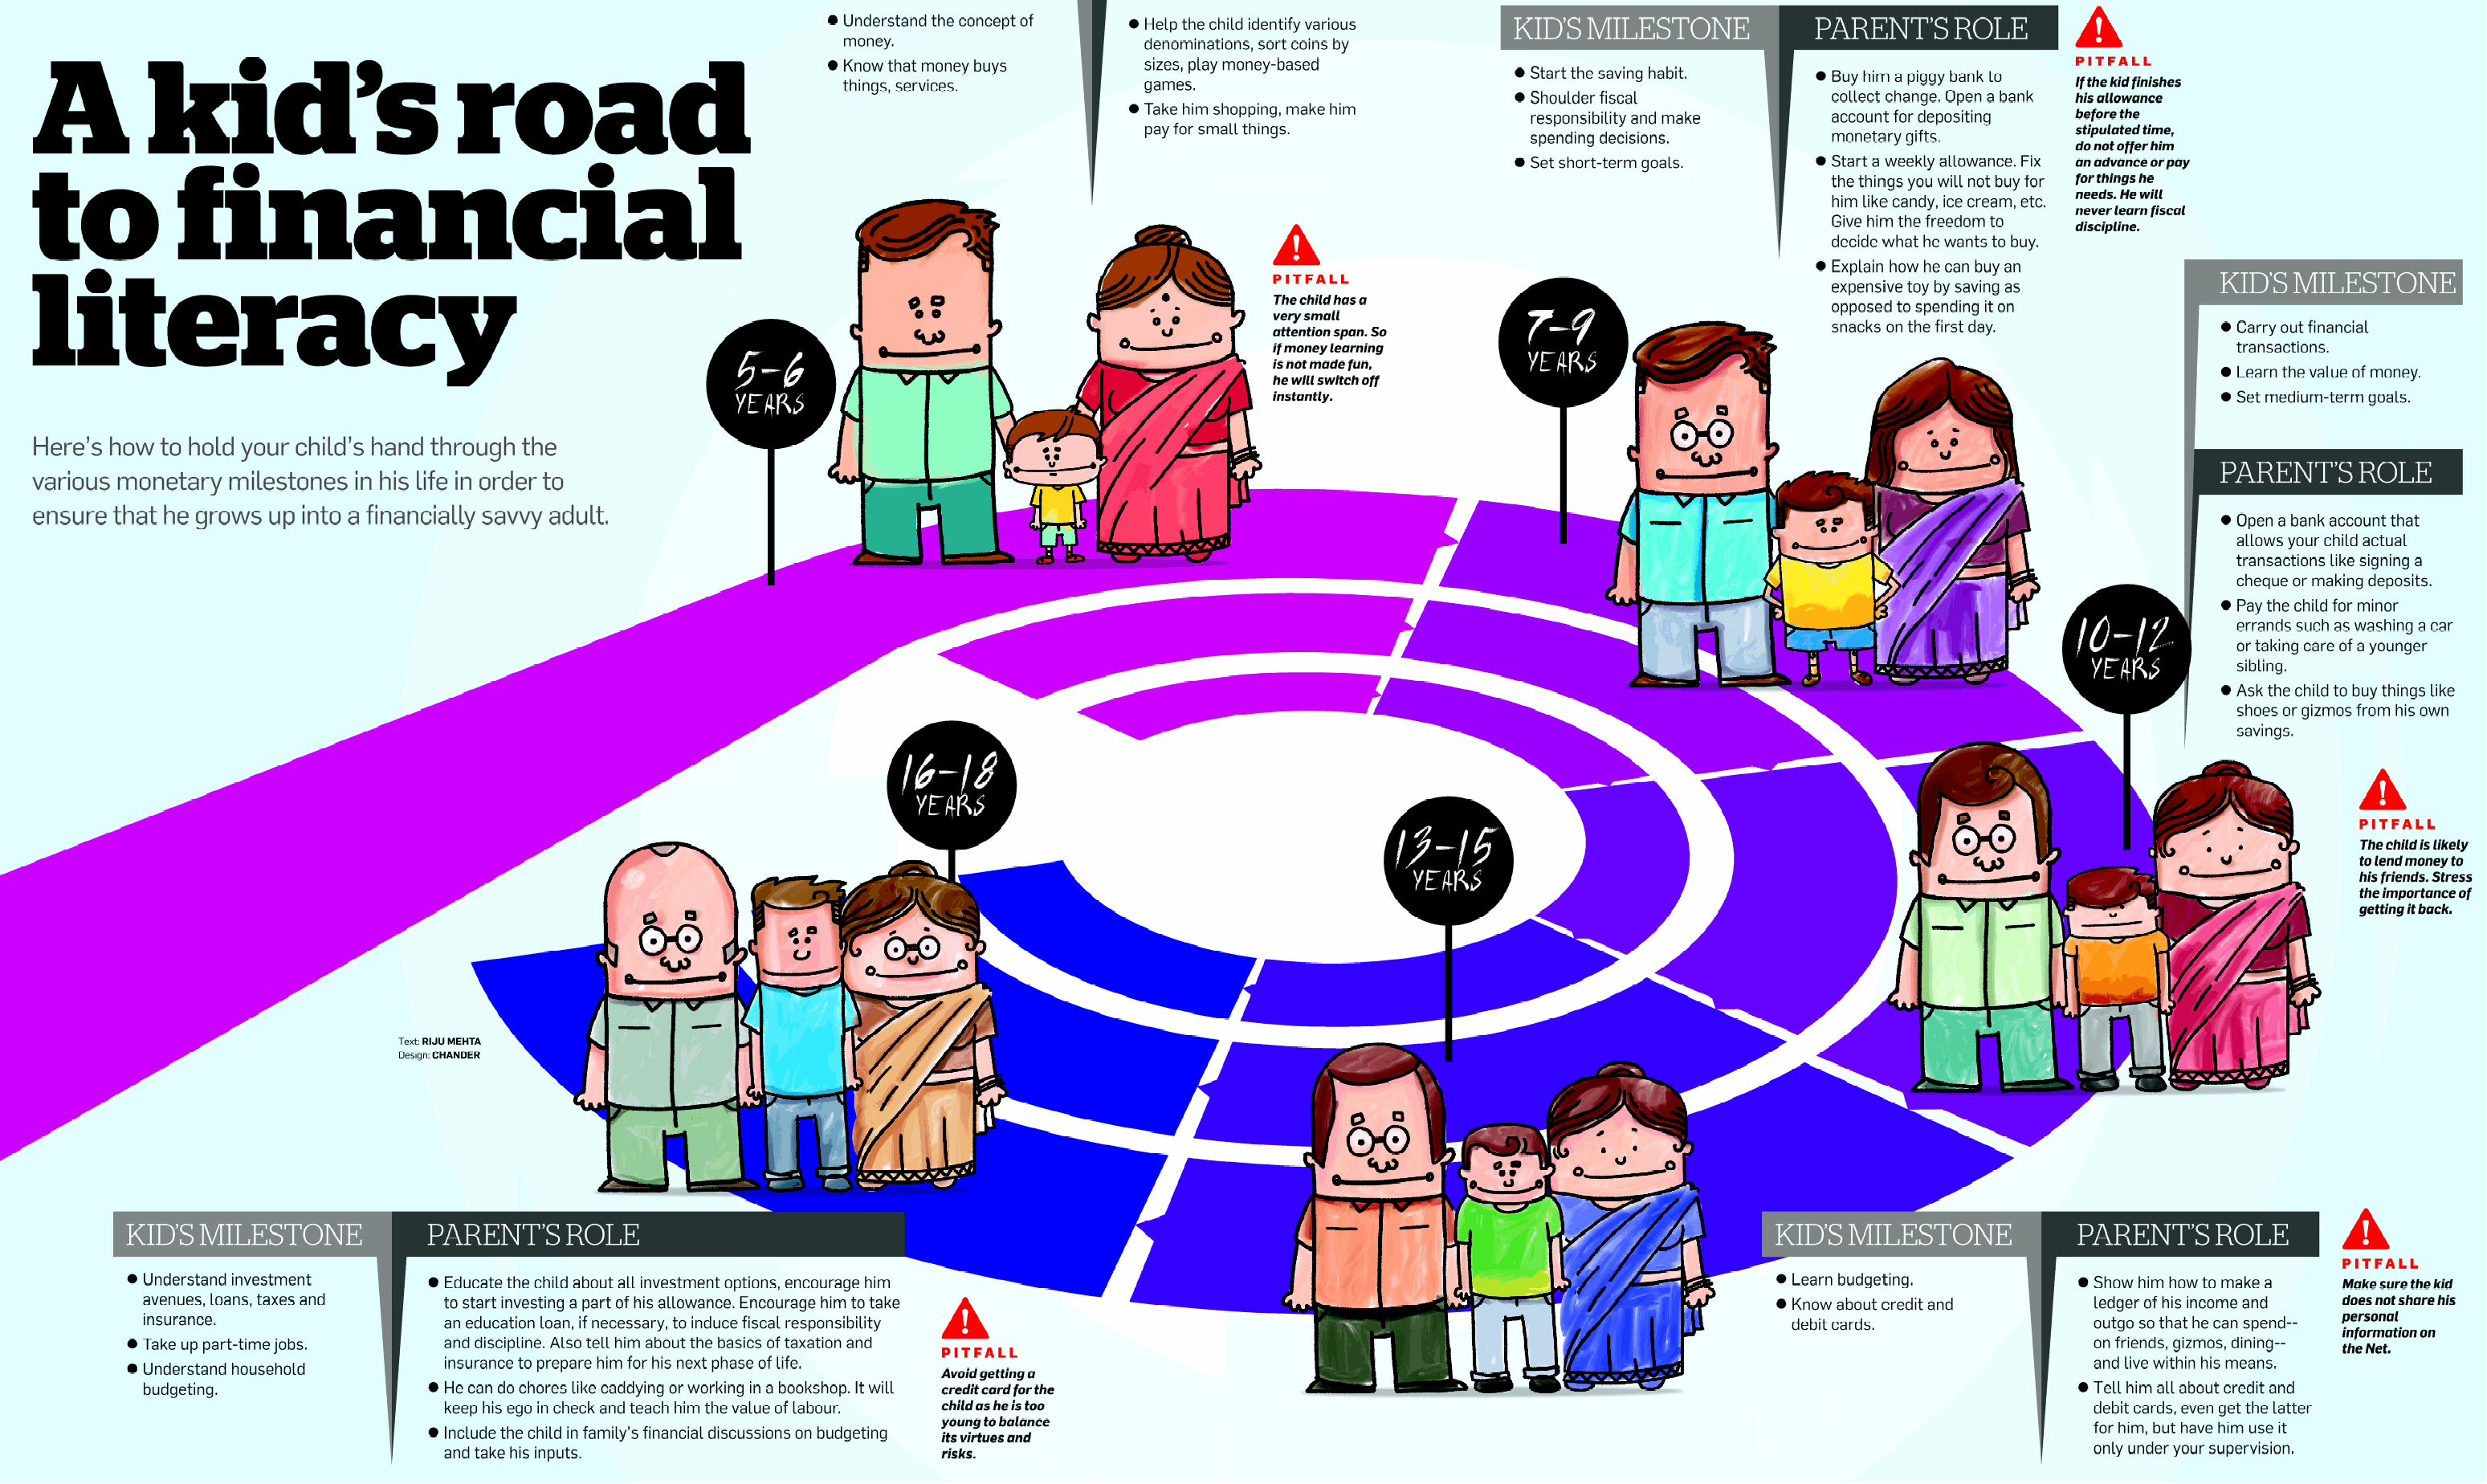 A kid's road
to financial
literacy
Here's how to hold your child's hand through the
various monetary milestones in his life in order to
ensure that he grows up into a financially savvy adult.
● Understand the concept of
money.
● Know that money buys
things, services.
● Help the child identify various
denominations, sort coins by
sizes, play money-based
games.
● Take him shopping, make him
pay for small things.
PITFALL
The child has a
very small
attention span. So
if money learning
is not made fun,
he will switch off
instantly.
5-6
YEARS
KID'S MILESTONE
● Start the saving habit.
● Shoulder fiscal
responsibility and make
spending decisions.
● Set short-term goals.
PARENT'S ROLE
● Buy him a piggy bank to
collect change. Open a bank
account for depositing
monetary gifts.
● Start a weekly allowance. Fix
the things you will not buy for
him like candy, ice cream, etc.
Give him the freedom to
decide what he wants to buy.
● Explain how he can buy an
expensive toy by saving as
opposed to spending it on
snacks on the first day.
PITFALL
If the kid finishes
his allowance
before the
stipulated time,
do not offer him
an advance or pay
for things he
needs. He will
never learn fiscal
discipline.
7-9
YEARS
KID'S MILESTONE
● Carry out financial
transactions.
● Learn the value of money.
● Set medium-term goals.
PARENT'S ROLE
● Open a bank account that
allows your child actual
transactions like signing a
cheque or making deposits.
● Pay the child for minor
errands such as washing a car
or taking care of a younger
sibling.
● Ask the child to buy things like
shoes or gizmos from his own
savings.
10-12
YEARS
PITFALL
The child is likely
to lend money to
his friends. Stress
the importance of
getting it back.
16-18
YEARS
13-15
YEARS
Text: RIJU MEHTA
Design: CHANDER
KID'S MILESTONE
● Understand investment
avenues, loans, taxes and
insurance.
● Take up part-time jobs.
● Understand household
budgeting.
PARENT'S ROLE
● Educate the child about all investment options, encourage him
to start investing a part of his allowance. Encourage him to take
an education loan, if necessary, to induce fiscal responsibility
and discipline. Also tell him about the basics of taxation and
insurance to prepare him for his next phase of life.
● He can do chores like caddying or working in a bookshop. It will
keep his ego in check and teach him the value of labour.
● Include the child in family's financial discussions on budgeting
and take his inputs.
PITFALL
Avoid getting a
credit card for the
child as he is too
young to balance
its virtues and
risks.
KID'S MILESTONE
● Learn budgeting.
● Know about credit and
debit cards.
PARENT'S ROLE
● Show him how to make a
ledger of his income and
outgo so that he can spend--
on friends, gizmos, dining--
and live within his means.
● Tell him all about credit and
debit cards, even get the latter
for him, but have him use it
only under your supervision.
PITFALL
Make sure the kid
does not share his
personal
information on
the Net.